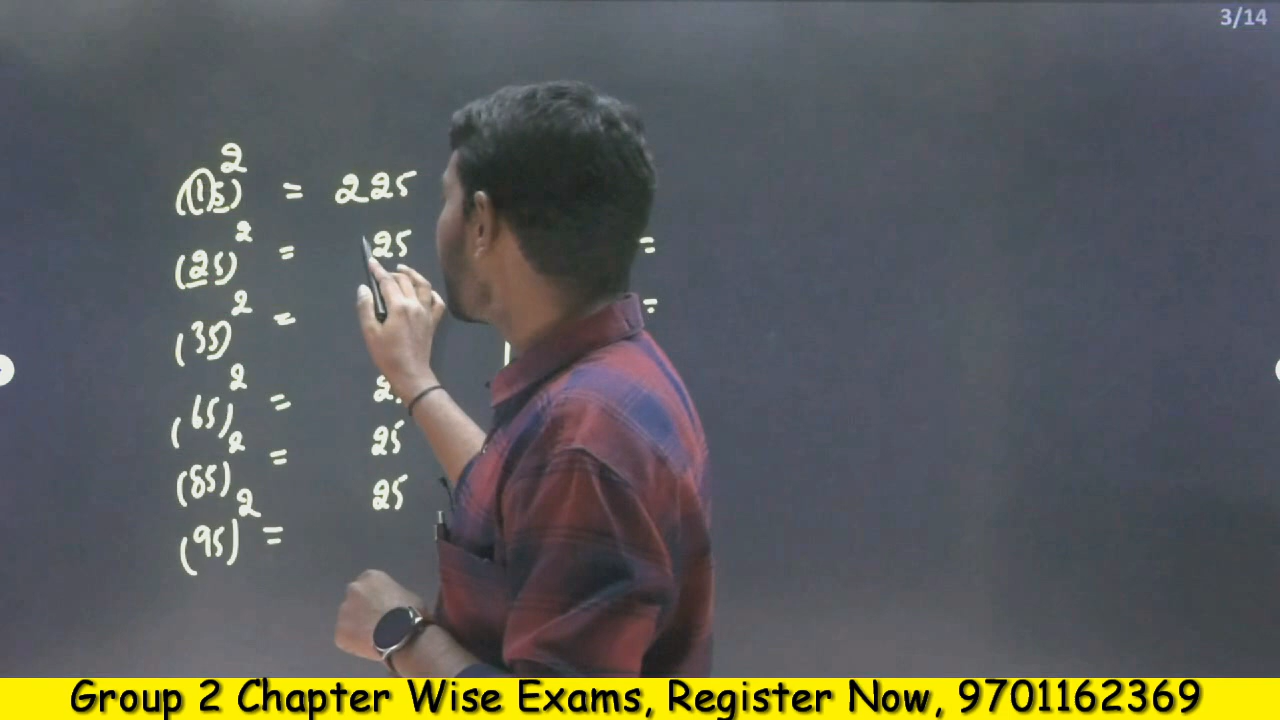 3/14
(15)² = 225
(25)² = 25 =
(35)² = =
(65)² = 2
(85)² = 25
25
(95)² =
Group 2 Chapter Wise Exams, Register Now, 9701162369